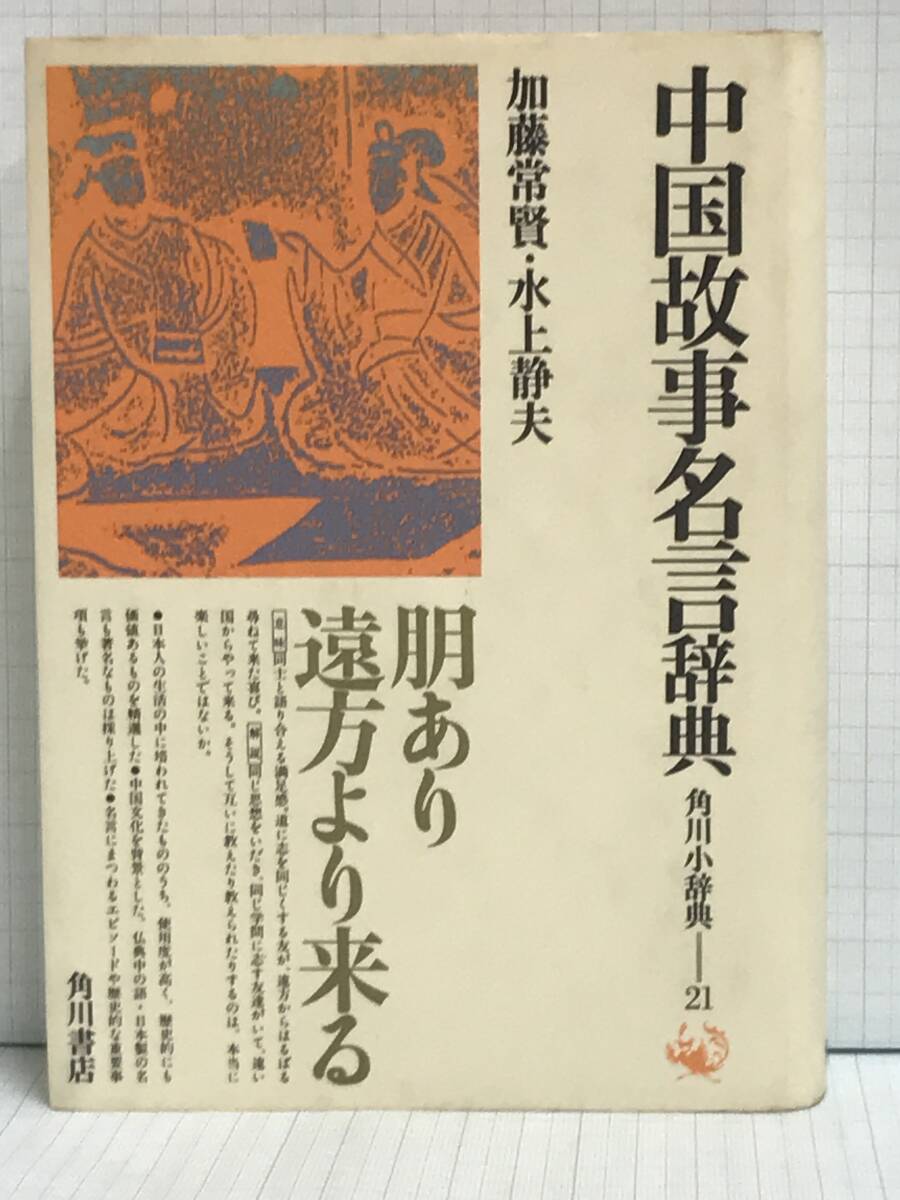 中国故事名言辞典
角川小辞典――21
加藤常賢・水上静夫
朋あり
遠方より来る
[意味]同士と語り合える満足感。道に志を同じくする友が、遠方からはるばる
尋ねて来た喜び。[解説]同じ思想をいだき、同じ学問に志す友達がいて、遠い
国からやって来る。そうして互いに教えたり教えられたりするのは、本当に
楽しいことではないか。
●日本人の生活の中に培われてきたもののうち、使用度が高く、歴史的にも
価値あるものを精選した●中国文化を背景とした。仏典中の語・日本製の名
言も著名なものは採り上げた●名言にまつわるエピソードや歴史的な重要事
項も挙げた。
角川書店